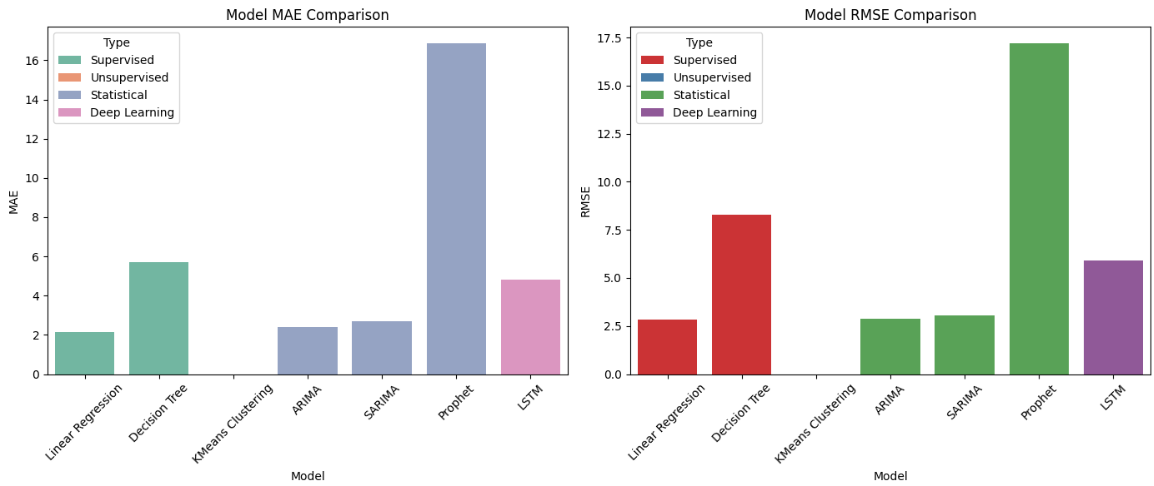 Model MAE Comparison
Type
Supervised
Unsupervised
Statistical
Deep Learning
MAE
16
14
12
10
8
6
4
2
0
Linear Regression
Decision Tree
KMeans Clustering
ARIMA
SARIMA
Prophet
LSTM
Model
Model RMSE Comparison
Type
Supervised
Unsupervised
Statistical
Deep Learning
RMSE
17.5
15.0
12.5
10.0
7.5
5.0
2.5
0.0
Linear Regression
Decision Tree
KMeans Clustering
ARIMA
SARIMA
Prophet
LSTM
Model